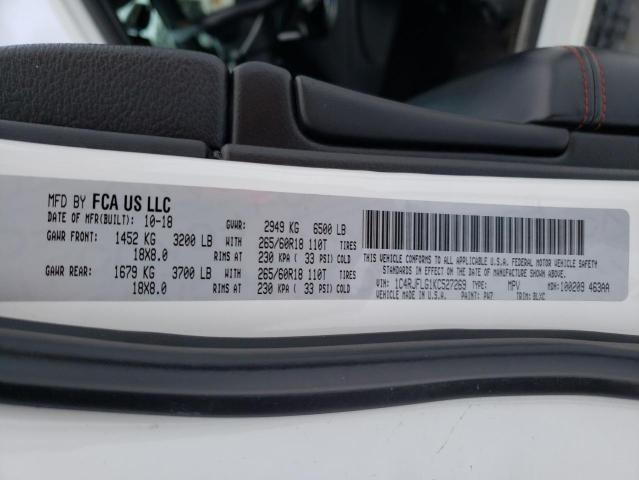 MFD BY FCA US LLC
DATE OF MFR(BUILT): 10-18 GVWR: 2949 KG 6500 LB
GAWR FRONT: 1452 KG 3200 LB WITH 265/60R18 110T TIRES
18X8.0 RIMS AT 230 KPA ( 33 PSI) COLD
GAWR REAR: 1679 KG 3700 LB WITH 265/60R18 110T TIRES
18X8.0 RIMS AT 230 KPA ( 33 PSI) COLD
THIS VEHICLE CONFORMS TO ALL U.S.A. FEDERAL MOTOR VEHICLE SAFETY
STANDARDS IN EFFECT ON THE DATE OF MANUFACTURE SHOWN ABOVE.
VIN: 1C4RJFLG1KC527269 TYPE: MPV MDH: 100209 463AA
MADE IN U.S.A. PAINT: PW7 TRIM: BLXC